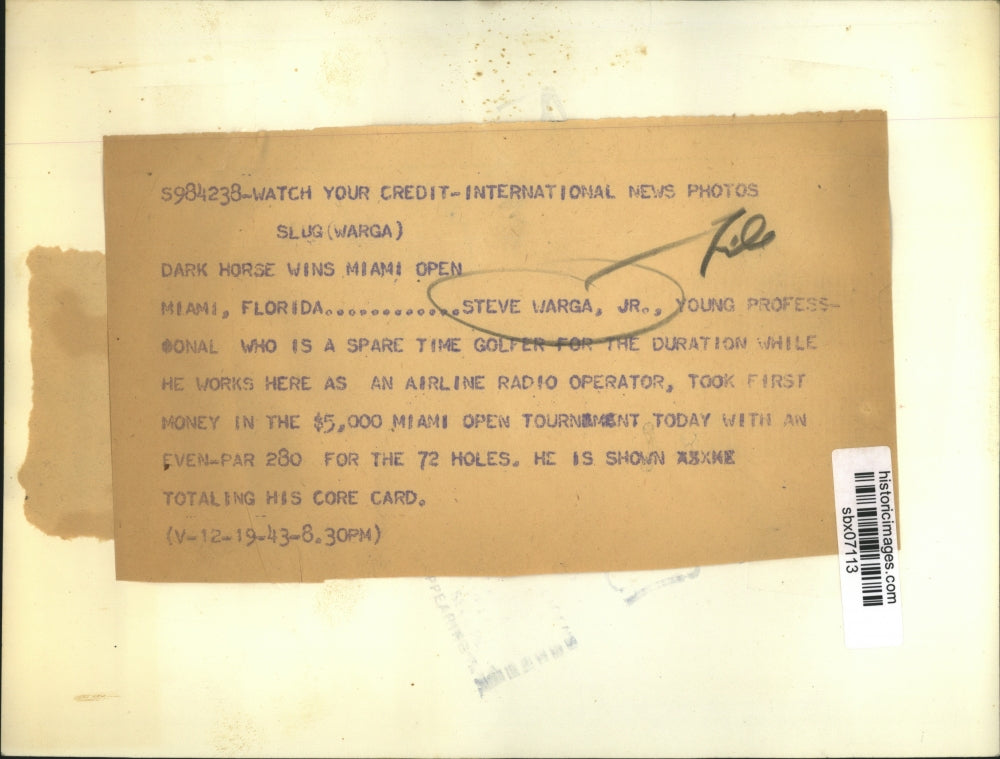 S984238-WATCH YOUR CREDIT-INTERNATIONAL NEWS PHOTOS
SLUG(WARGA)
File
DARK HORSE WINS MIAMI OPEN
MIAMI, FLORIDA.............STEVE WARGA, JR., YOUNG PROFESS-
IONAL WHO IS A SPARE TIME GOLFER FOR THE DURATION WHILE
HE WORKS HERE AS AN AIRLINE RADIO OPERATOR, TOOK FIRST
MONEY IN THE $5,000 MIAMI OPEN TOURNAMENT TODAY WITH AN
EVEN-PAR 280 FOR THE 72 HOLES. HE IS SHOWN
TOTALING HIS CORE CARD.
(V-12-19-43-8.30PM)
historicimages.com
sbx07113